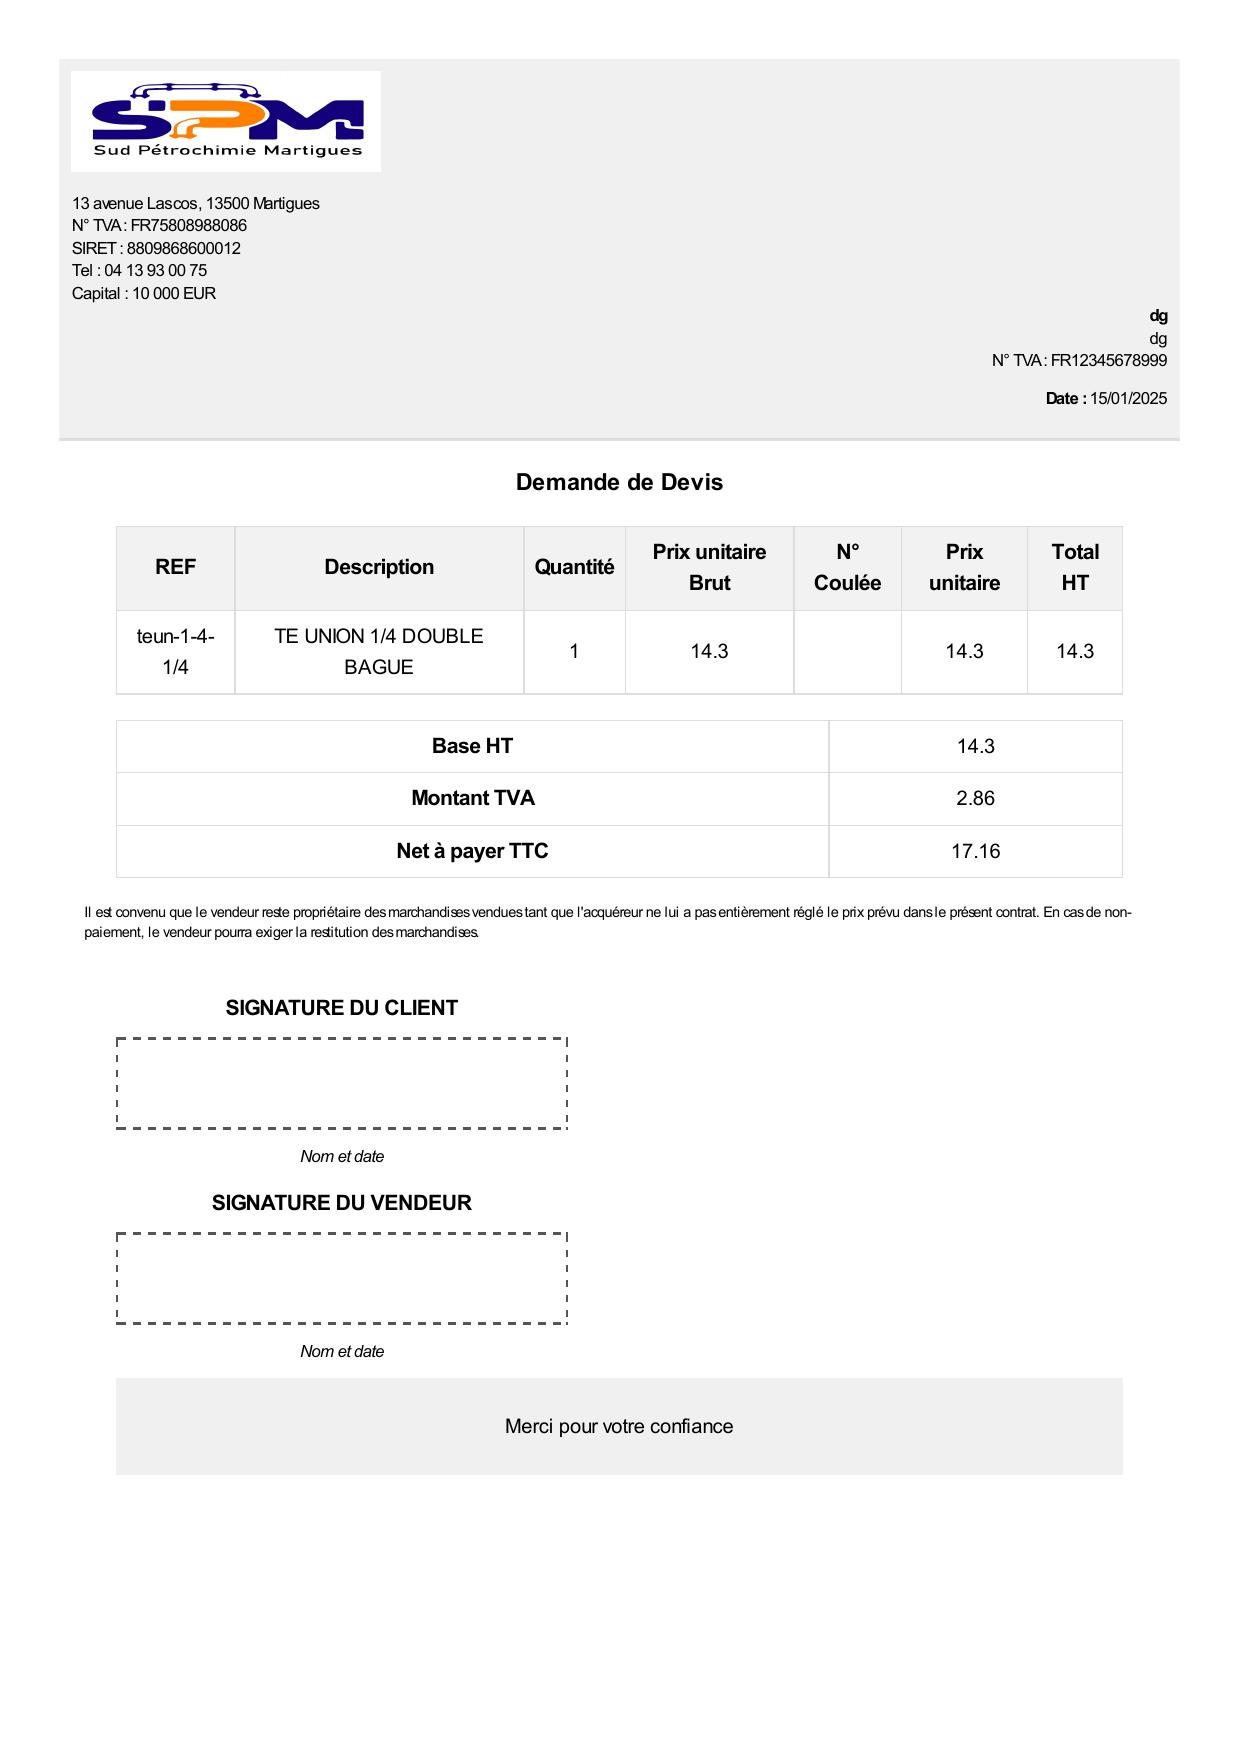 SPM
Sud Pétrochimie Martigues
13 avenue Lascos, 13500 Martigues
N° TVA : FR75808988086
SIRET : 8809868600012
Tel : 04 13 93 00 75
Capital : 10 000 EUR
dg
dg
N° TVA : FR12345678999
Date : 15/01/2025
Demande de Devis
REF Description Quantité Prix unitaire Brut N° Coulée Prix unitaire Total HT
teun-1-4-1/4 TE UNION 1/4 DOUBLE BAGUE 1 14.3 14.3 14.3
Base HT 14.3
Montant TVA 2.86
Net à payer TTC 17.16
Il est convenu que le vendeur reste propriétaire des marchandises vendues tant que l'acquéreur ne lui a pas entièrement réglé le prix prévu dans le présent contrat. En cas de non-
paiement, le vendeur pourra exiger la restitution des marchandises.
SIGNATURE DU CLIENT
Nom et date
SIGNATURE DU VENDEUR
Nom et date
Merci pour votre confiance